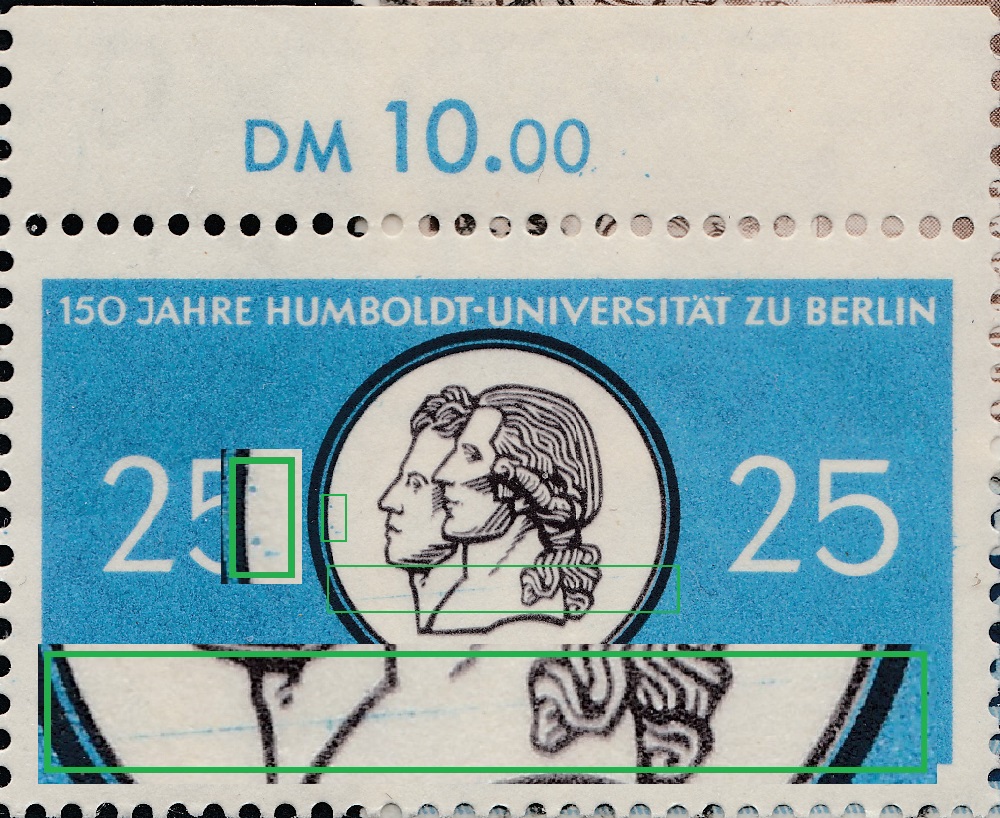 DM 10.00
150 JAHRE HUMBOLDT-UNIVERSITÄT ZU BERLIN
25 25